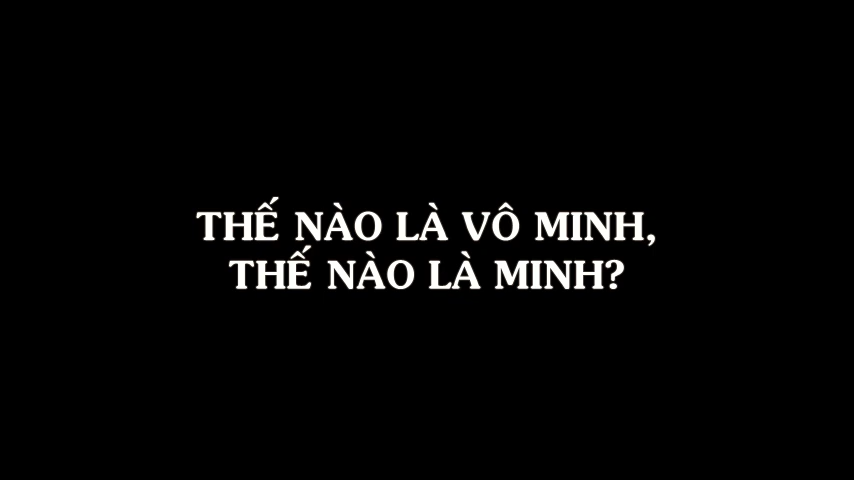 THẾ NÀO LÀ VÔ MINH,
THẾ NÀO LÀ MINH?